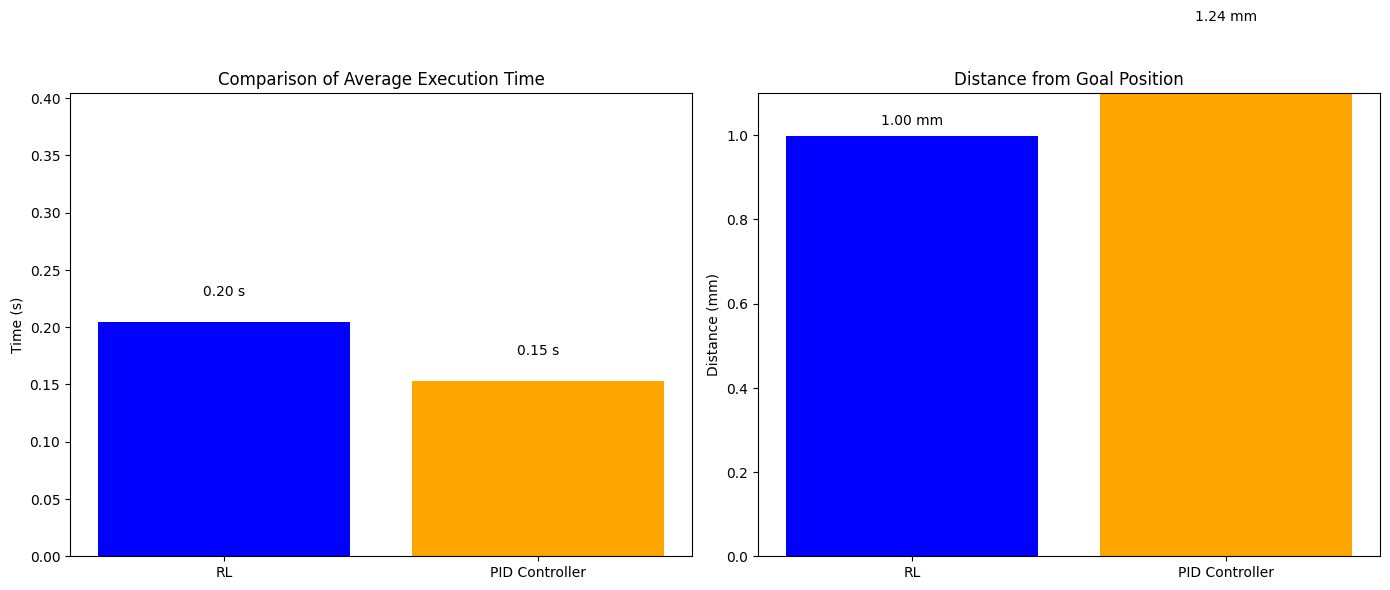 Comparison of Average Execution Time
Time (s)
0.40
0.35
0.30
0.25
0.20
0.15
0.10
0.05
0.00
0.20 s
0.15 s
RL
PID Controller
1.24 mm
Distance from Goal Position
Distance (mm)
1.0
0.8
0.6
0.4
0.2
0.0
1.00 mm
RL
PID Controller